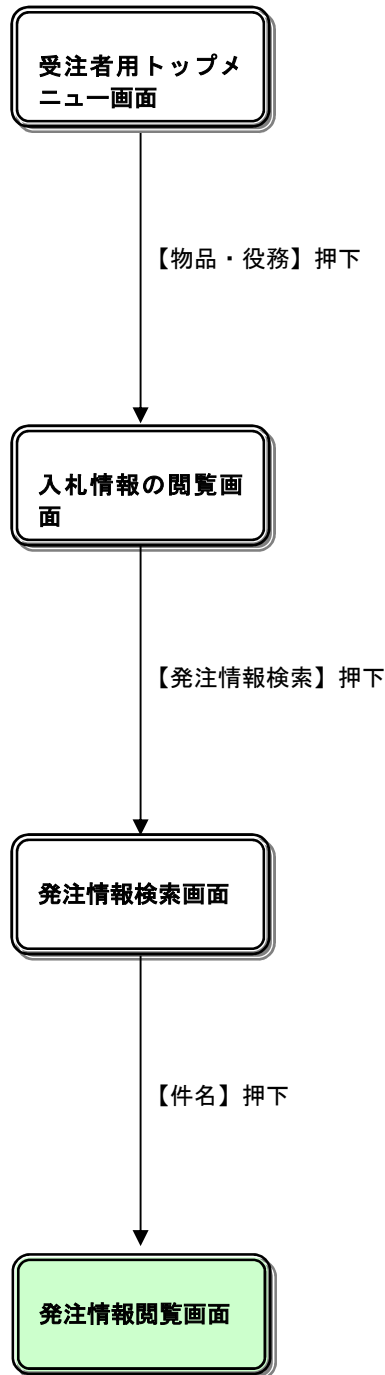 受注者用トップメ
ニュー画面
【物品・役務】押下
入札情報の閲覧画
面
【発注情報検索】押下
発注情報検索画面
【件名】押下
発注情報閲覧画面